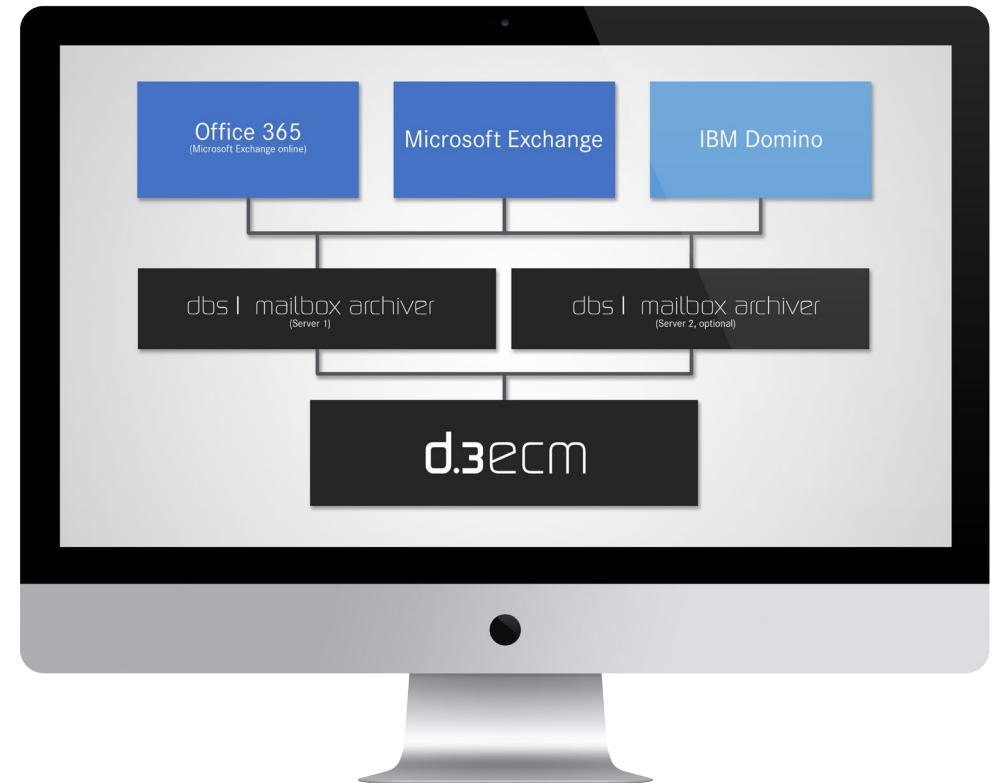 Office 365
(Microsoft Exchange online)
Microsoft Exchange
IBM Domino
dbs | mailbox archiver
(Server 1)
dbs | mailbox archiver
(Server 2, optional)
d.3ecm